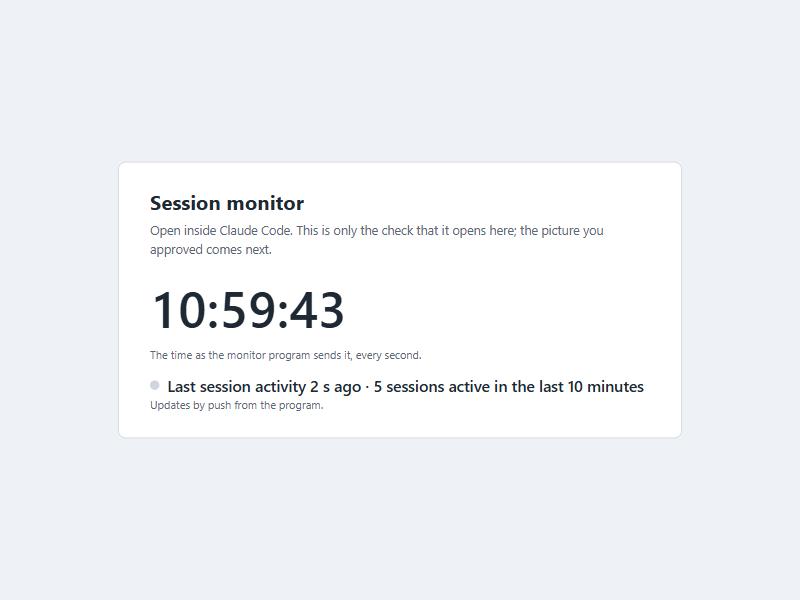 Session monitor
Open inside Claude Code. This is only the check that it opens here; the picture you
approved comes next.
10:59:43
The time as the monitor program sends it, every second.
Last session activity 2 s ago · 5 sessions active in the last 10 minutes
Updates by push from the program.